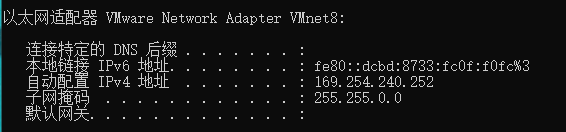 以太网适配器 VMware Network Adapter VMnet8:
连接特定的 DNS 后缀 . . . . . . . :
本地链接 IPv6 地址. . . . . . . . : fe80::dcbd:8733:fc0f:f0fc%3
自动配置 IPv4 地址 . . . . . . . : 169.254.240.252
子网掩码 . . . . . . . . . . . . : 255.255.0.0
默认网关. . . . . . . . . . . . . :